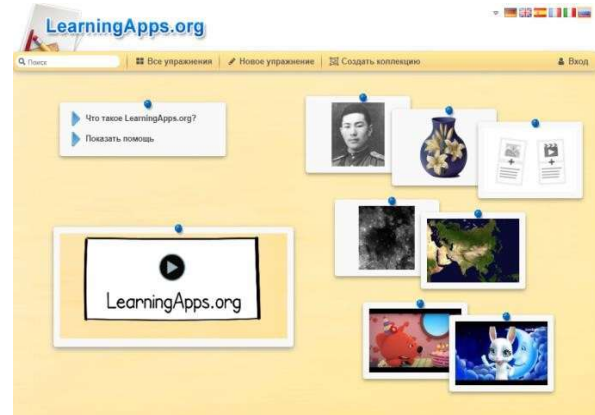 LearningApps.org
Поиск
Все упражнения
Новое упражнение
Создать коллекцию
Вход
Что такое LearningApps.org?
Показать помощь
LearningApps.org